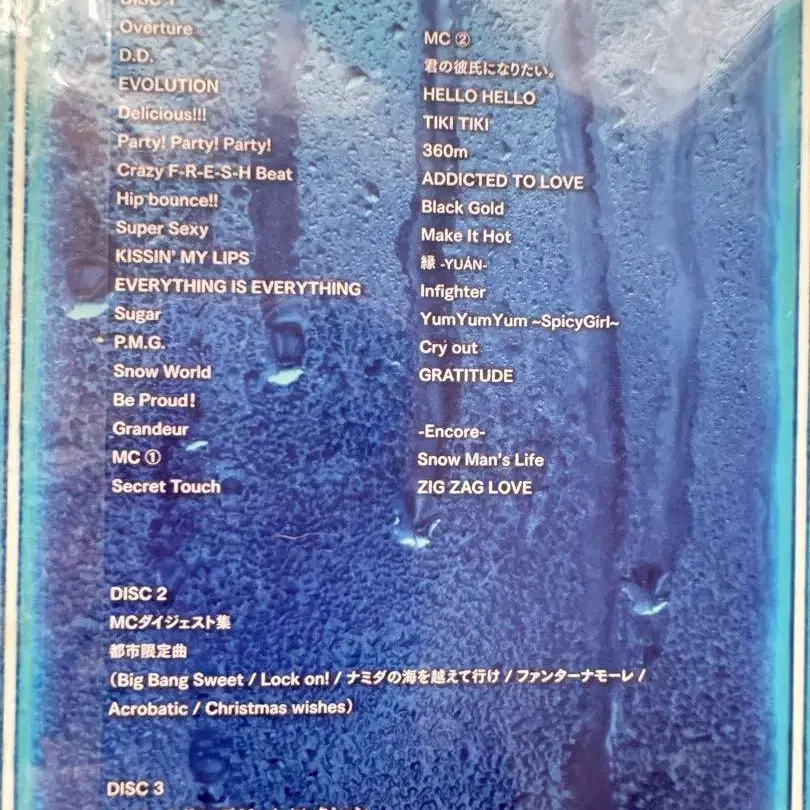 DISC 1
Overture
D.D.
EVOLUTION
Delicious!!!
Party! Party! Party!
Crazy F-R-E-S-H Beat
Hip bounce!!
Super Sexy
KISSIN' MY LIPS
EVERYTHING IS EVERYTHING
Sugar
P.M.G.
Snow World
Be Proud!
Grandeur
MC ①
Secret Touch
MC ②
君の彼氏になりたい。
HELLO HELLO
TIKI TIKI
360m
ADDICTED TO LOVE
Black Gold
Make It Hot
縁 -YUÁN-
Infighter
YumYumYum ~SpicyGirl~
Cry out
GRATITUDE
-Encore-
Snow Man's Life
ZIG ZAG LOVE
DISC 2
MCダイジェスト集
都市限定曲
(Big Bang Sweet / Lock on! / ナミダの海を越えて行け / ファンターナモーレ /
Acrobatic / Christmas wishes)
DISC 3